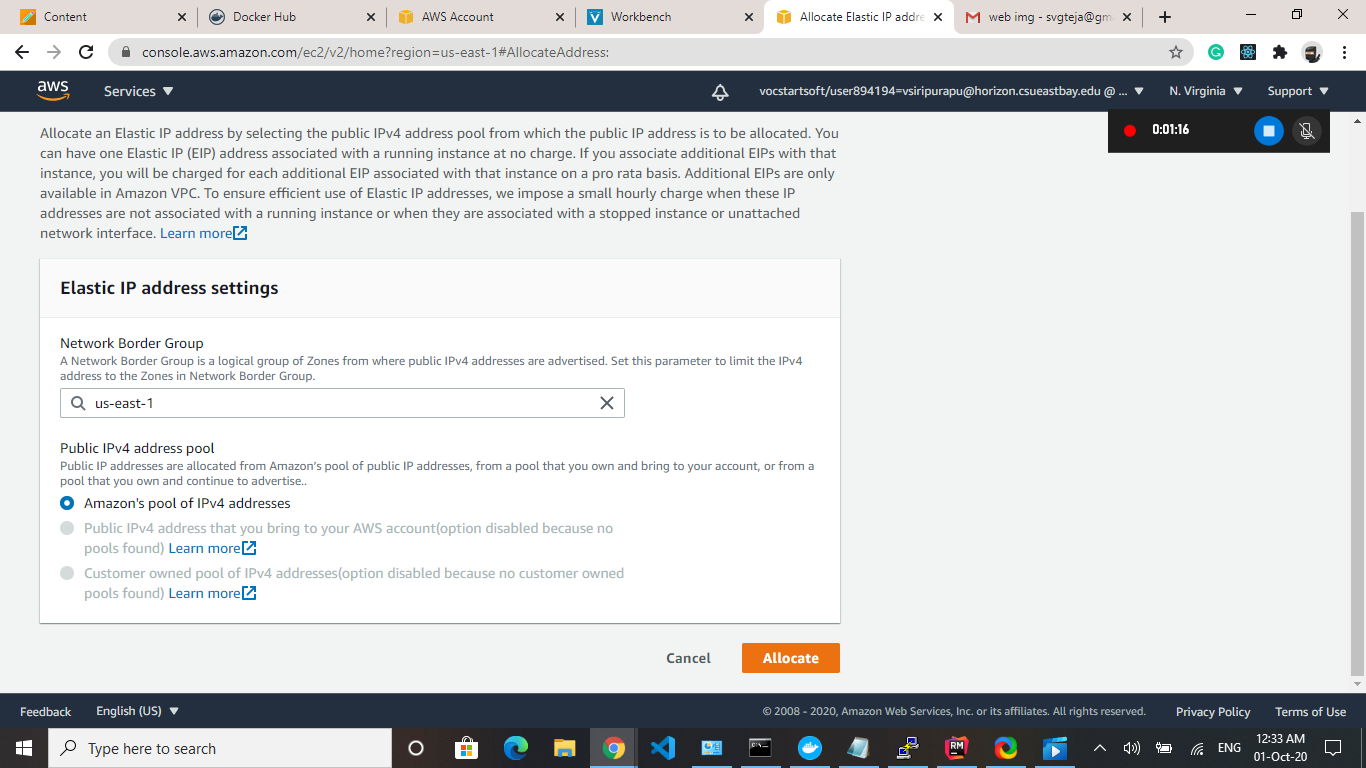 Content
Docker Hub
AWS Account
Workbench
Allocate Elastic IP addre
web img - svgteja@gm
console.aws.amazon.com/ec2/v2/home?region=us-east-1#AllocateAddress:
aws
Services
vocstartsoft/user894194=vsiripurapu@horizon.csueastbay.edu @ ...
N. Virginia
Support
0:01:16
Allocate an Elastic IP address by selecting the public IPv4 address pool from which the public IP address is to be allocated. You
can have one Elastic IP (EIP) address associated with a running instance at no charge. If you associate additional EIPs with that
instance, you will be charged for each additional EIP associated with that instance on a pro rata basis. Additional EIPs are only
available in Amazon VPC. To ensure efficient use of Elastic IP addresses, we impose a small hourly charge when these IP
addresses are not associated with a running instance or when they are associated with a stopped instance or unattached
network interface. Learn more
Elastic IP address settings
Network Border Group
A Network Border Group is a logical group of Zones from where public IPv4 addresses are advertised. Set this parameter to limit the IPv4
address to the Zones in Network Border Group.
us-east-1
Public IPv4 address pool
Public IP addresses are allocated from Amazon's pool of public IP addresses, from a pool that you own and bring to your account, or from a
pool that you own and continue to advertise..
Amazon's pool of IPv4 addresses
Public IPv4 address that you bring to your AWS account(option disabled because no
pools found) Learn more
Customer owned pool of IPv4 addresses(option disabled because no customer owned
pools found) Learn more
Cancel
Allocate
Feedback
English (US)
© 2008 - 2020, Amazon Web Services, Inc. or its affiliates. All rights reserved.
Privacy Policy
Terms of Use
Type here to search
RM
ENG
12:33 AM
01-Oct-20